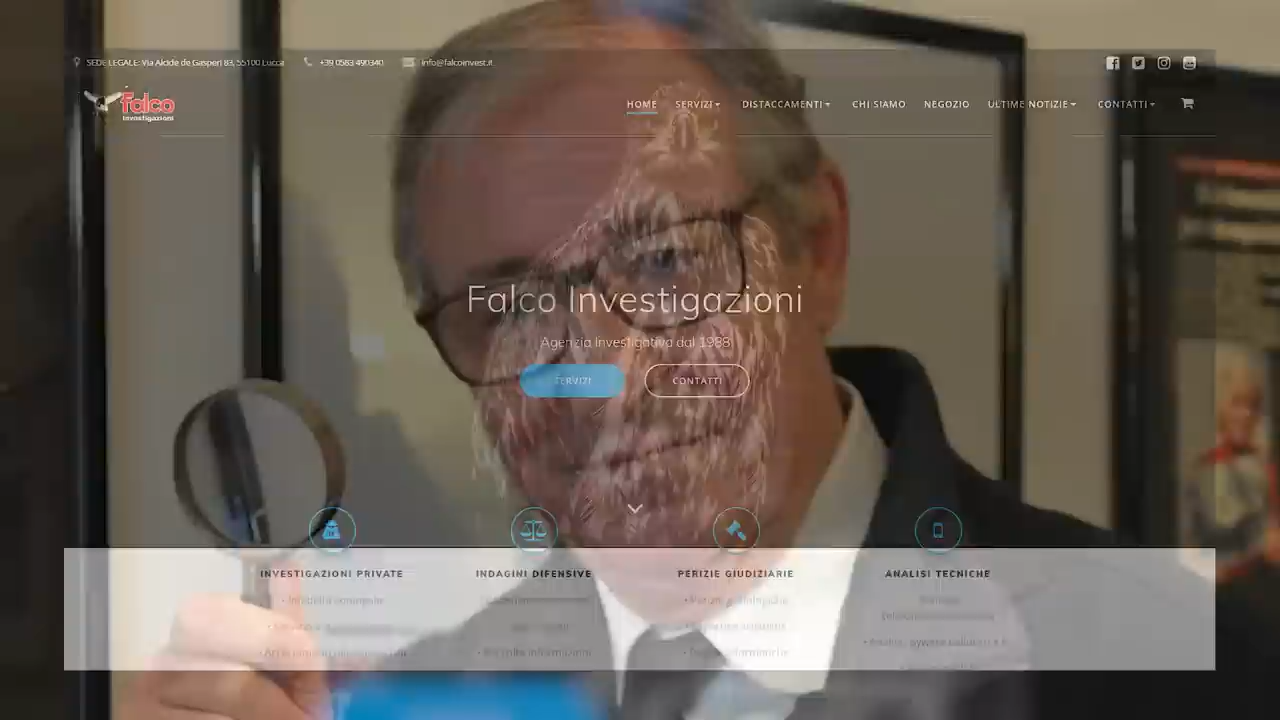 SEDE LEGALE: Via Alcide de Gasperi 83, 55100 Lucca
+39 0583 490340
info@falcoinvest.it
falco
investigazioni
HOME
SERVIZI
DISTACCAMENTI
CHI SIAMO
NEGOZIO
ULTIME NOTIZIE
CONTATTI
Falco Investigazioni
Agenzia Investigativa dal 1988
SERVIZI
CONTATTI
INVESTIGAZIONI PRIVATE
INDAGINI DIFENSIVE
PERIZIE GIUDIZIARIE
ANALISI TECNICHE